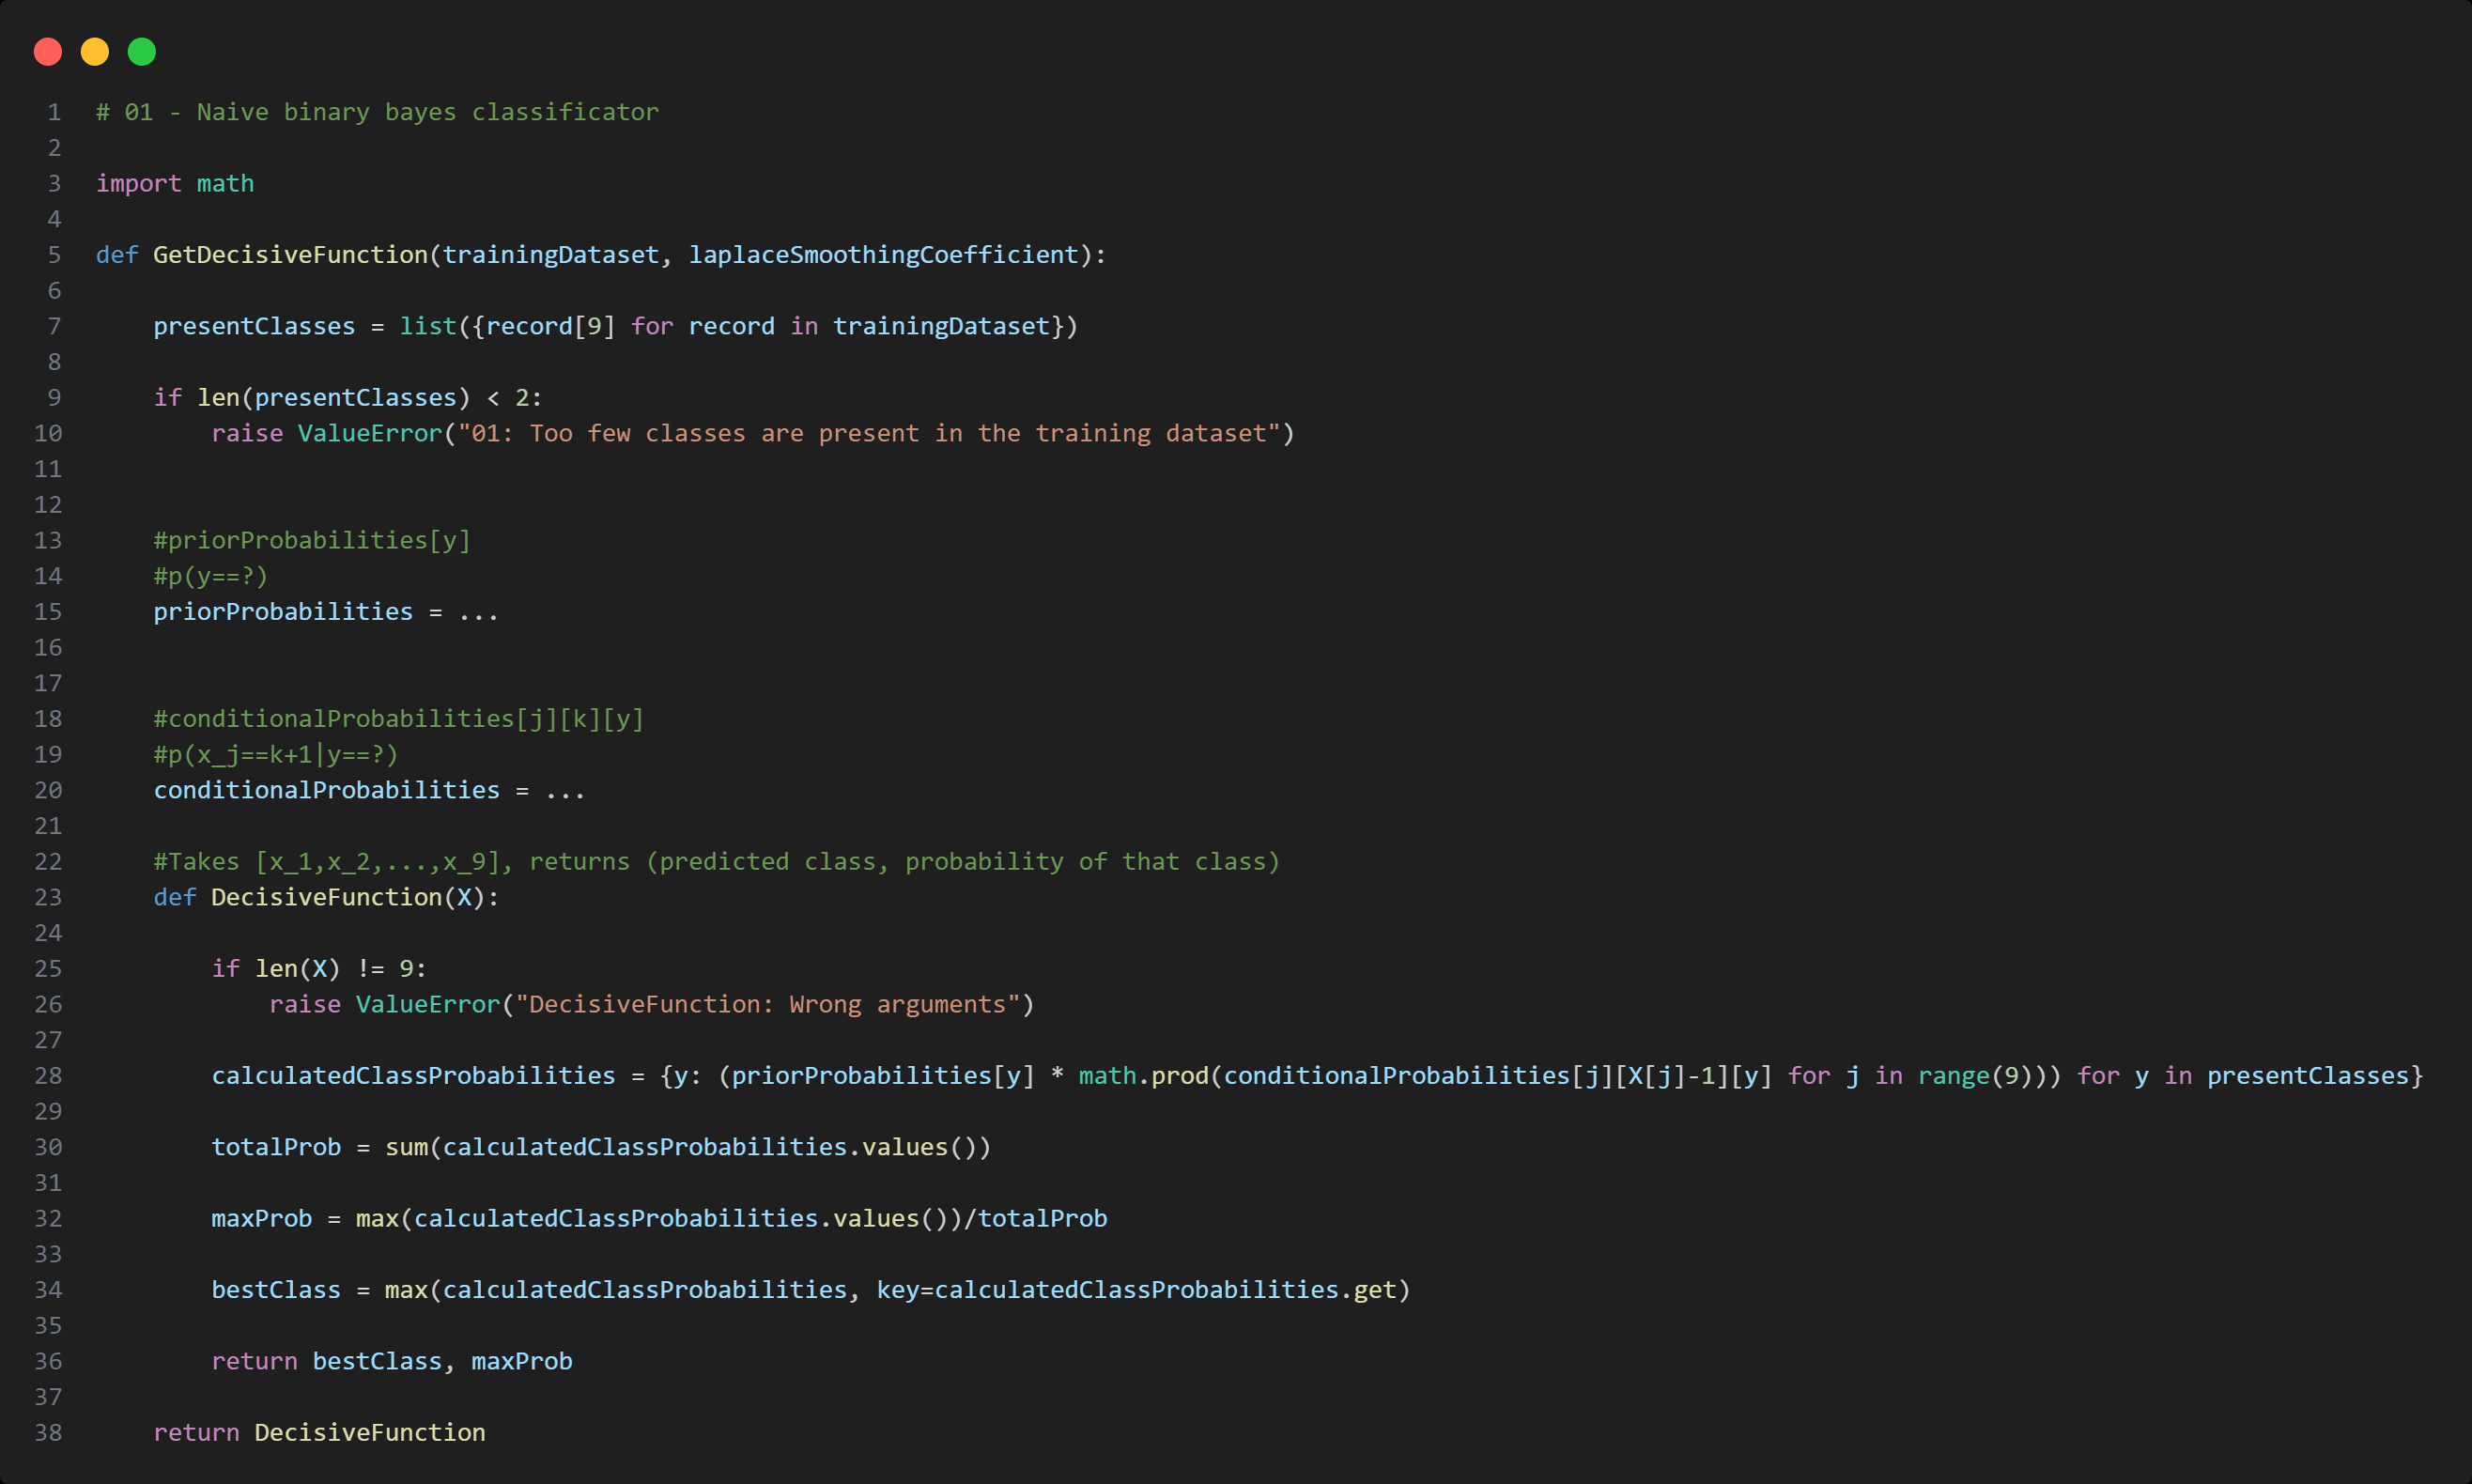 1 # 01 - Naive binary bayes classificator
2
3 import math
4
5 def GetDecisiveFunction(trainingDataset, laplaceSmoothingCoefficient):
6
7     presentClasses = list({record[9] for record in trainingDataset})
8
9     if len(presentClasses) < 2:
10         raise ValueError("01: Too few classes are present in the training dataset")
11
12
13     #priorProbabilities[y]
14     #p(y==?)
15     priorProbabilities = ...
16
17
18     #conditionalProbabilities[j][k][y]
19     #p(x_j==k+1|y==?)
20     conditionalProbabilities = ...
21
22     #Takes [x_1,x_2,...,x_9], returns (predicted class, probability of that class)
23     def DecisiveFunction(X):
24
25         if len(X) != 9:
26             raise ValueError("DecisiveFunction: Wrong arguments")
27
28         calculatedClassProbabilities = {y: (priorProbabilities[y] * math.prod(conditionalProbabilities[j][X[j]-1][y] for j in range(9))) for y in presentClasses}
29
30         totalProb = sum(calculatedClassProbabilities.values())
31
32         maxProb = max(calculatedClassProbabilities.values())/totalProb
33
34         bestClass = max(calculatedClassProbabilities, key=calculatedClassProbabilities.get)
35
36         return bestClass, maxProb
37
38     return DecisiveFunction